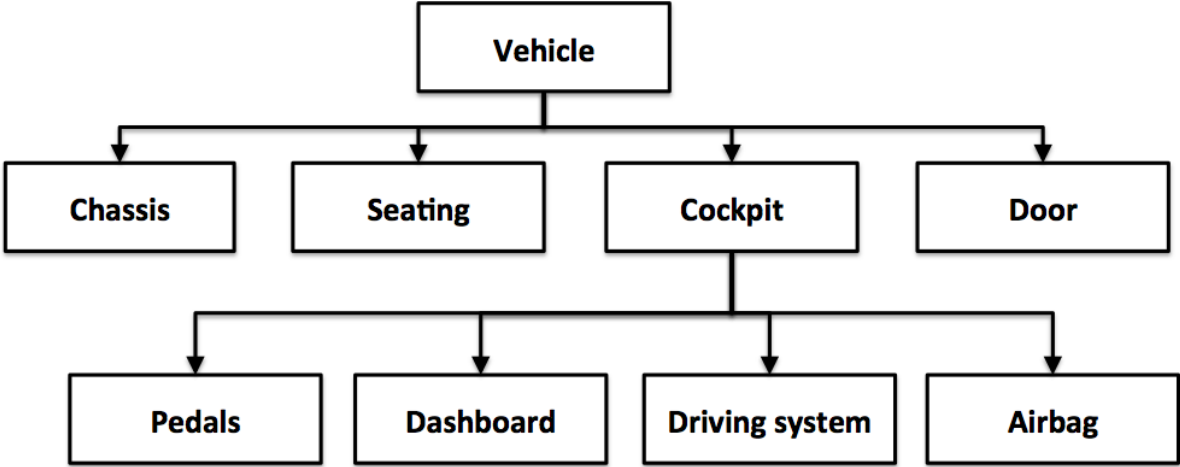 Vehicle
Chassis
Seating
Cockpit
Door
Pedals
Dashboard
Driving system
Airbag